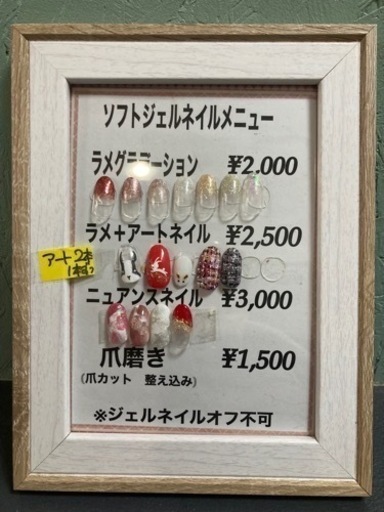 ソフトジェルネイルメニュー
ラメグラデーション ¥2,000
ラメ+アートネイル ¥2,500
アート2本
ニュアンスネイル ¥3,000
爪磨き ¥1,500
(爪カット 整え込み)
※ジェルネイルオフ不可